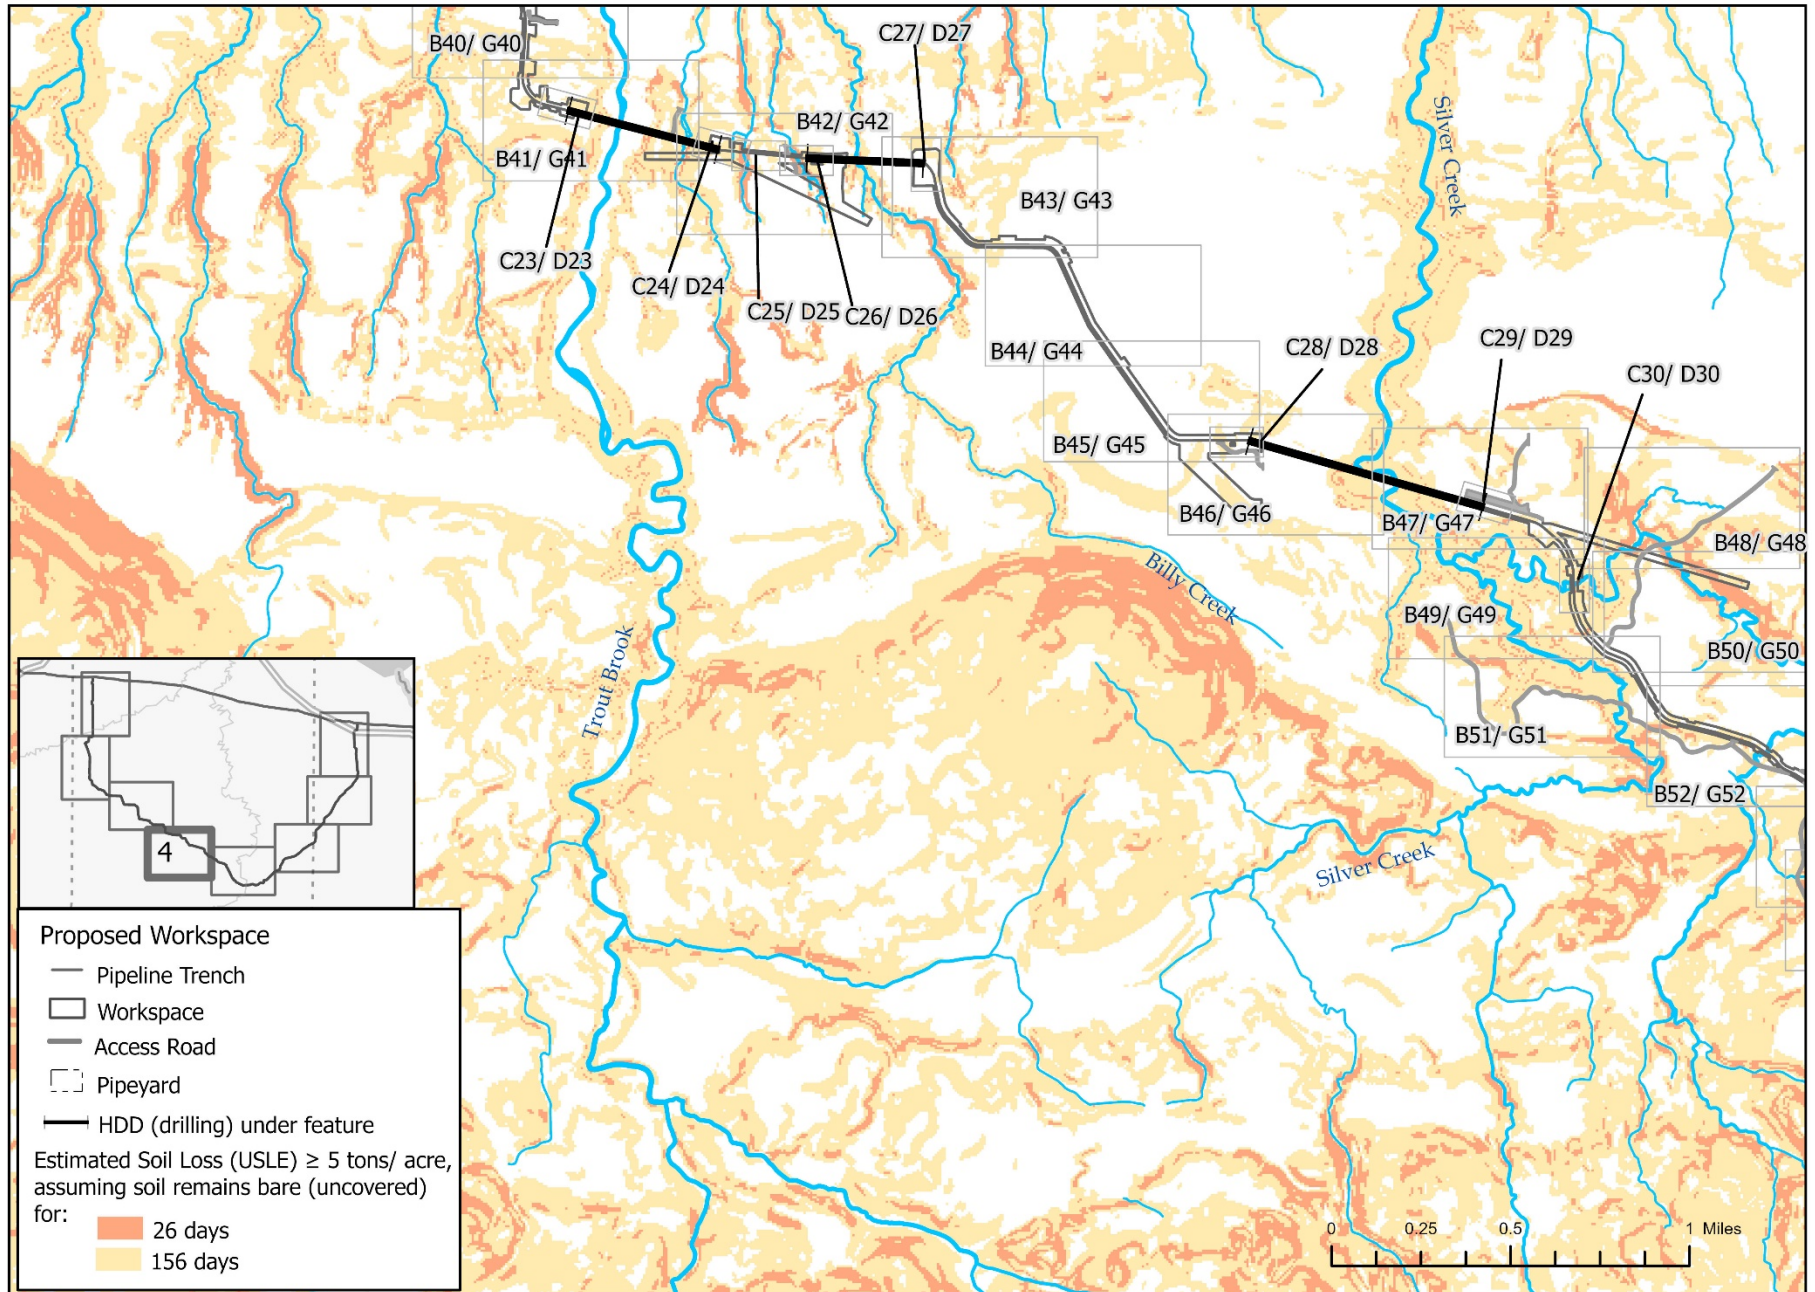 C27/ D27
B40/ G40
B42/ G42
B41/ G41
Silver Creek
B43/ G43
C23/ D23
C24/ D24
C25/ D25
C26/ D26
B44/ G44
C28/ D28
C29/ D29
C30/ D30
B45/ G45
B46/ G46
B47/ G47
B48/ G48
Billy Creek
B49/ G49
B50/ G50
Trout Brook
B51/ G51
B52/ G52
Silver Creek
4
Proposed Workspace
Pipeline Trench
Workspace
Access Road
Pipeyard
HDD (drilling) under feature
Estimated Soil Loss (USLE) ≥ 5 tons/ acre,
assuming soil remains bare (uncovered)
for:
26 days
156 days
0 0.25 0.5 1 Miles